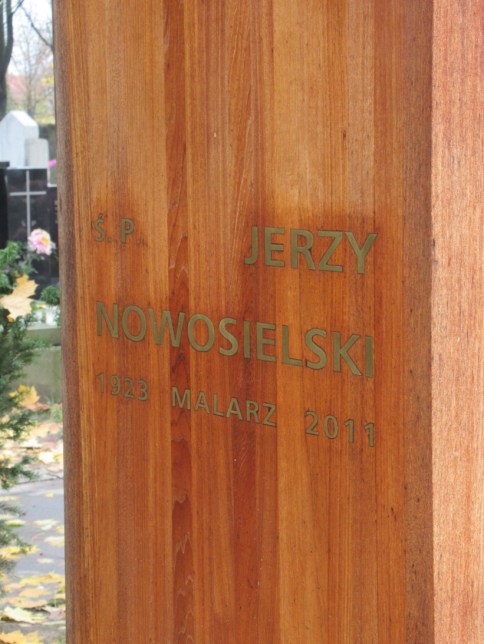 Ś.P. JERZY
NOWOSIELSKI
1923 MALARZ 2011